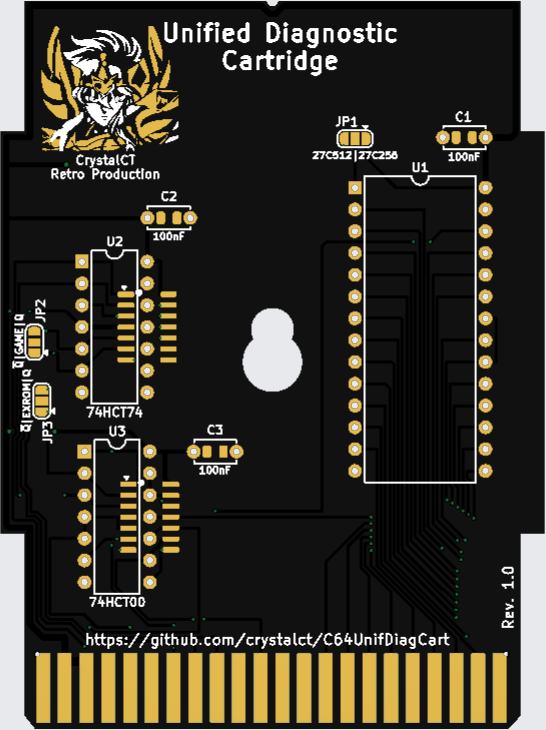 Unified Diagnostic
Cartridge
CrystalCT
Retro Production
JP1
27C512|27C256
C1
100nF
U1
C2
100nF
U2
JP2
Q|GAME|Q
Q|EXROM|Q
JP3
74HCT74
U3
C3
100nF
74HCT00
Rev. 1.0
https://github.com/crystalct/C64UnifDiagCart